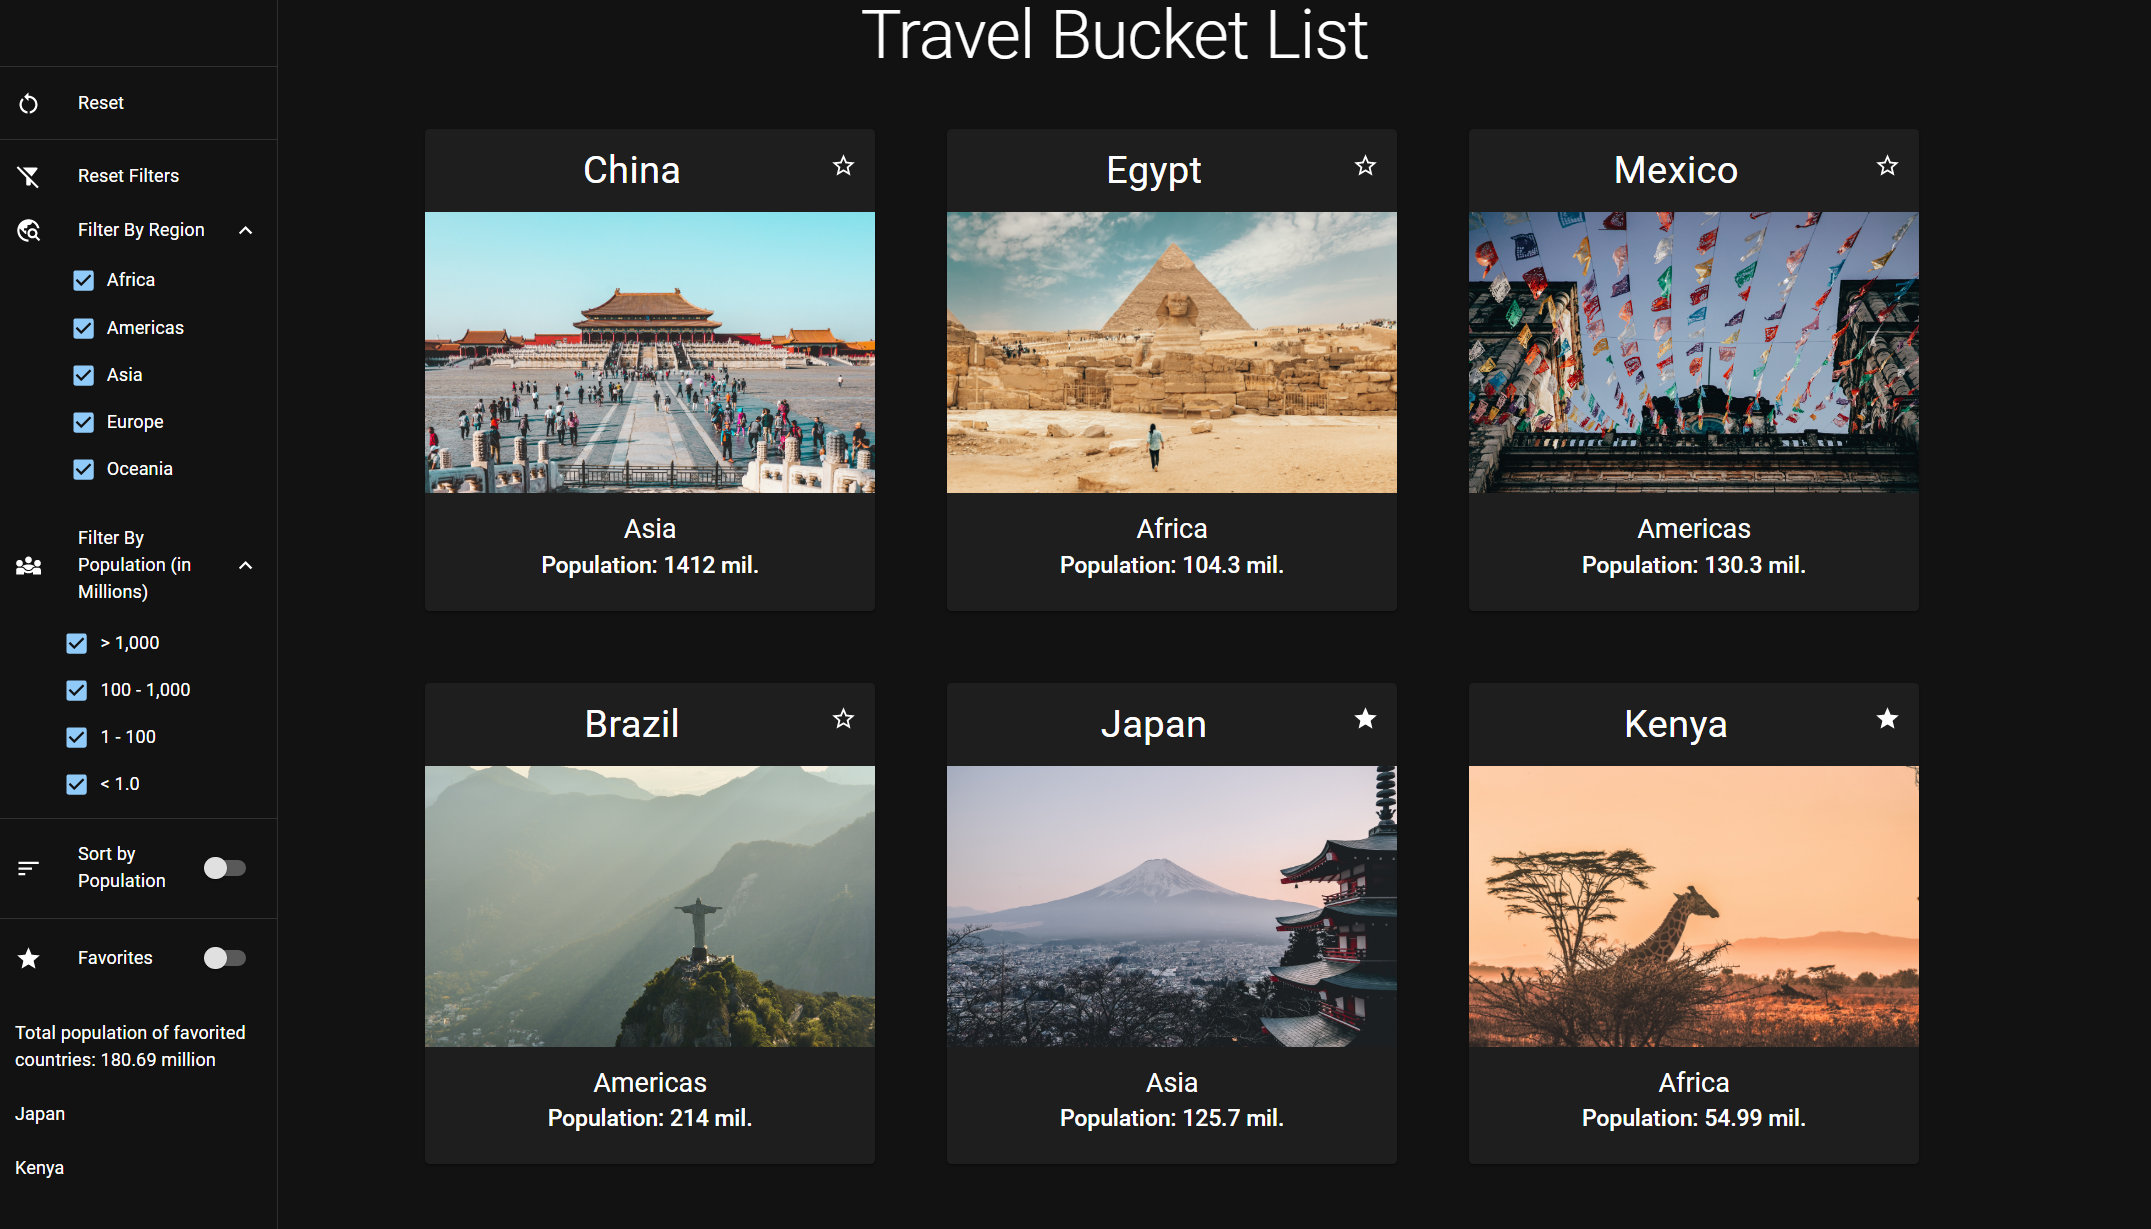 Travel Bucket List
Reset
Reset Filters
Filter By Region
Africa
Americas
Asia
Europe
Oceania
Filter By
Population (in
Millions)
> 1,000
100 - 1,000
1 - 100
< 1.0
Sort by
Population
Favorites
Total population of favorited
countries: 180.69 million
Japan
Kenya
China
Asia
Population: 1412 mil.
Egypt
Africa
Population: 104.3 mil.
Mexico
Americas
Population: 130.3 mil.
Brazil
Americas
Population: 214 mil.
Japan
Asia
Population: 125.7 mil.
Kenya
Africa
Population: 54.99 mil.